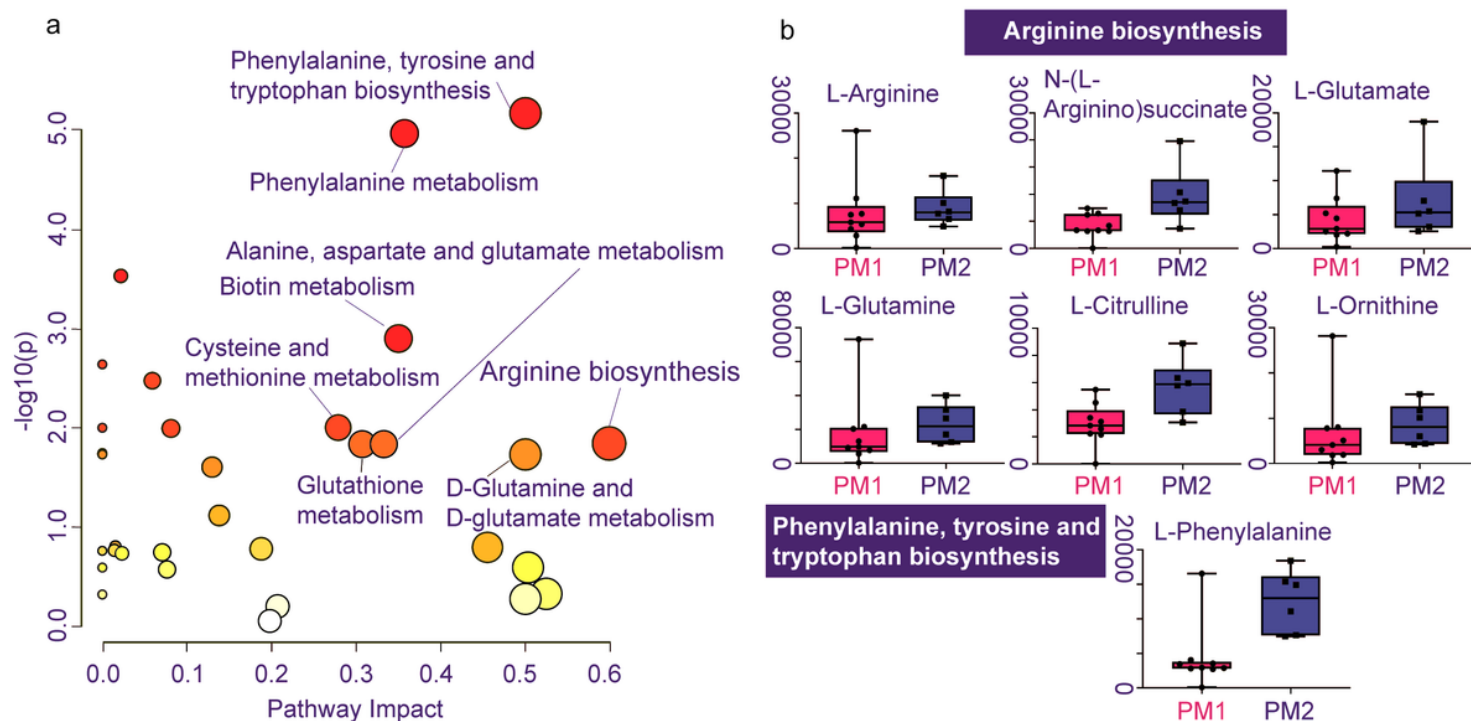 a
Phenylalanine, tyrosine and
tryptophan biosynthesis
Phenylalanine metabolism
Alanine, aspartate and glutamate metabolism
Biotin metabolism
Cysteine and
methionine metabolism
Arginine biosynthesis
Glutathione
metabolism
D-Glutamine and
D-glutamate metabolism
-log10(p)
5.0
4.0
3.0
2.0
1.0
0.0
0.0 0.1 0.2 0.3 0.4 0.5 0.6
Pathway Impact
b
Arginine biosynthesis
L-Arginine
30000
0
PM1 PM2
N-(L-
Arginino)succinate
30000
0
PM1 PM2
L-Glutamate
20000
0
PM1 PM2
L-Glutamine
80000
0
PM1 PM2
L-Citrulline
10000
0
PM1 PM2
L-Ornithine
30000
0
PM1 PM2
Phenylalanine, tyrosine and
tryptophan biosynthesis
L-Phenylalanine
20000
0
PM1 PM2